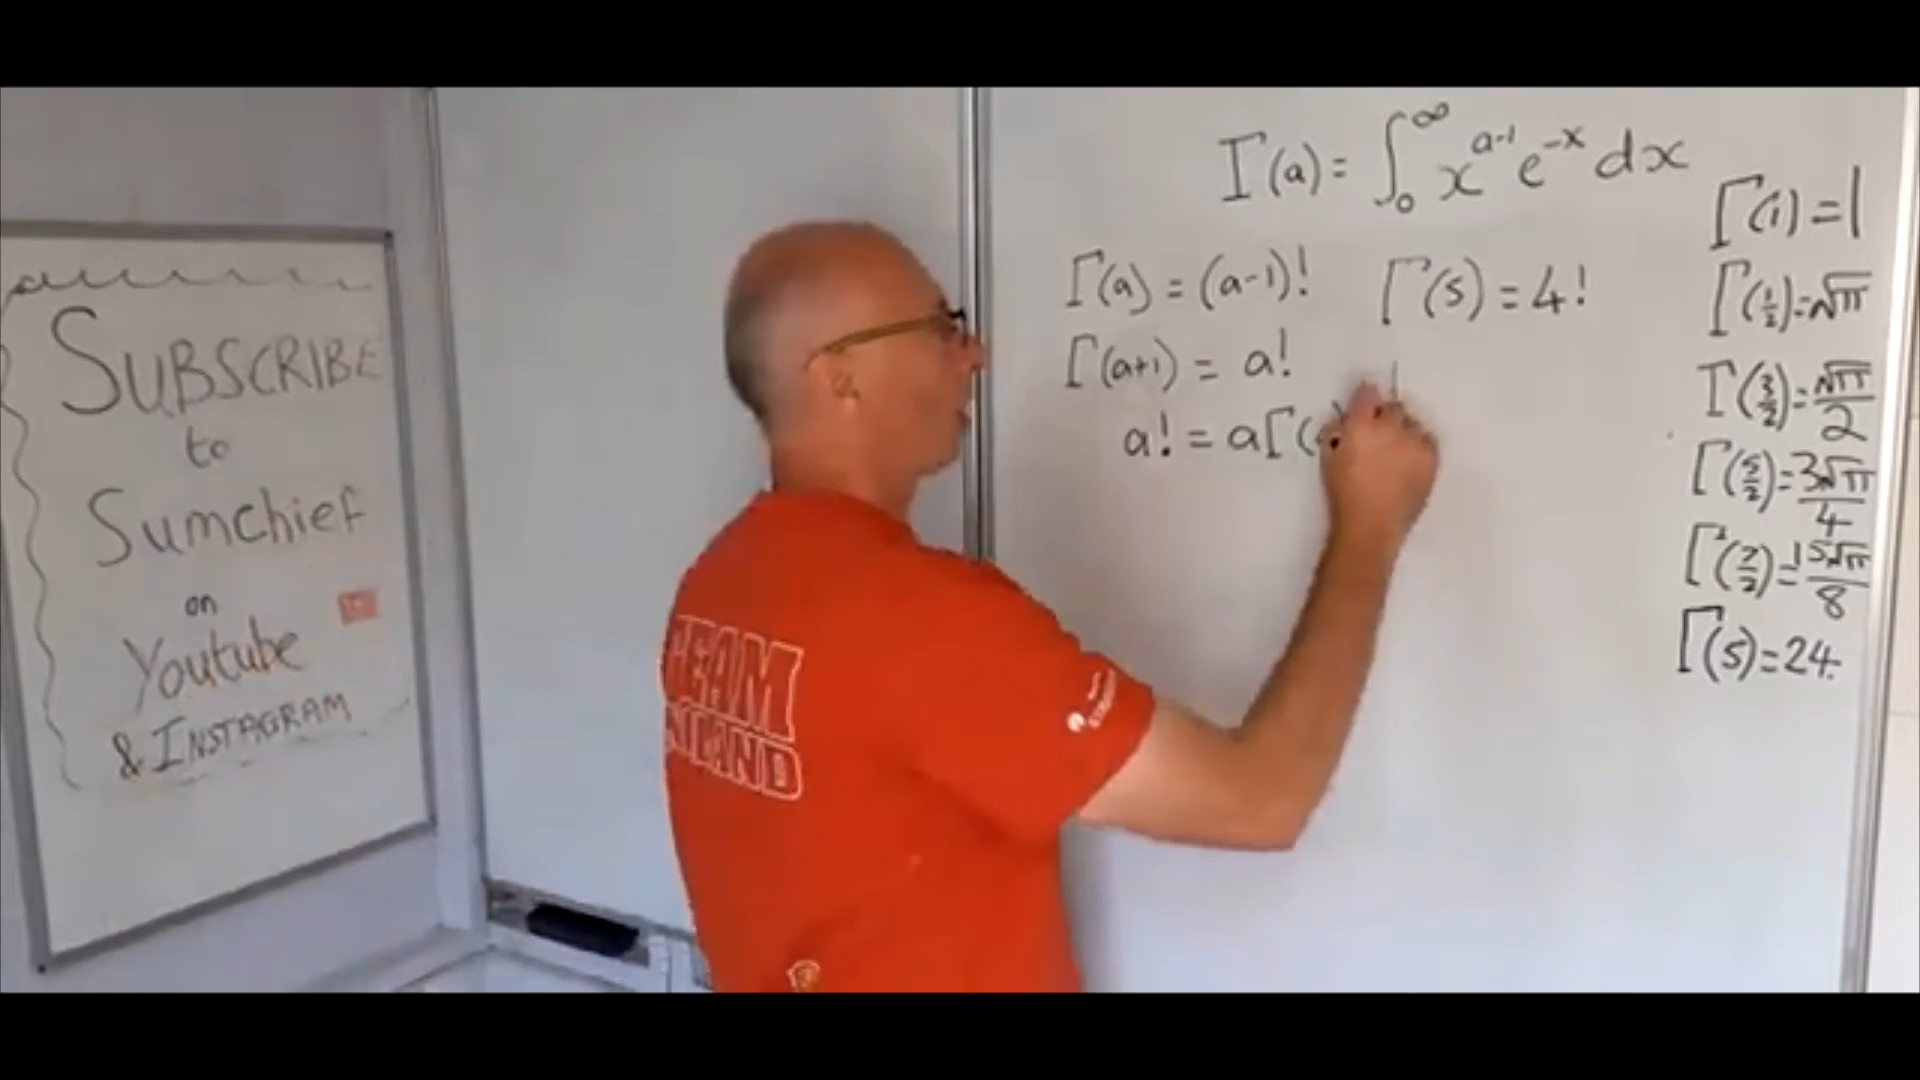 SUBSCRIBE
to
Sumchief
on
Youtube
& INSTAGRAM
Γ(a) = ∫₀^∞ x^(a-1) e^(-x) dx
Γ(a) = (a-1)!
Γ(5) = 4!
Γ(a+1) = a!
a! = aΓ(
Γ(1) = 1
Γ(1/2) = √π
Γ(3/2) = √π/2
Γ(5/2) = 3√π/4
Γ(7/2) = 15√π/8
Γ(5) = 24.
TEAM